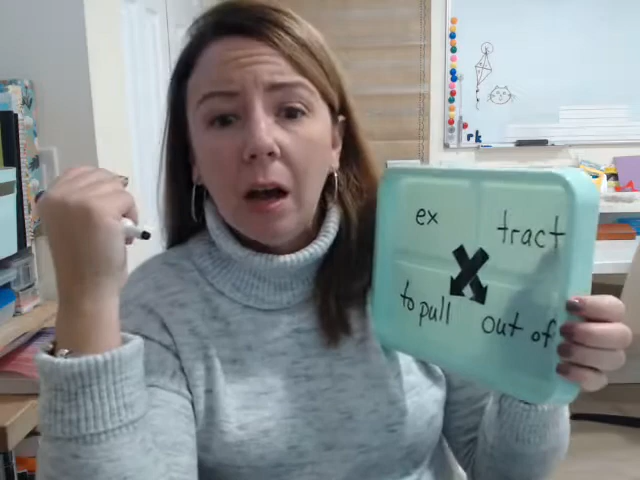 ex tract
to pull out of